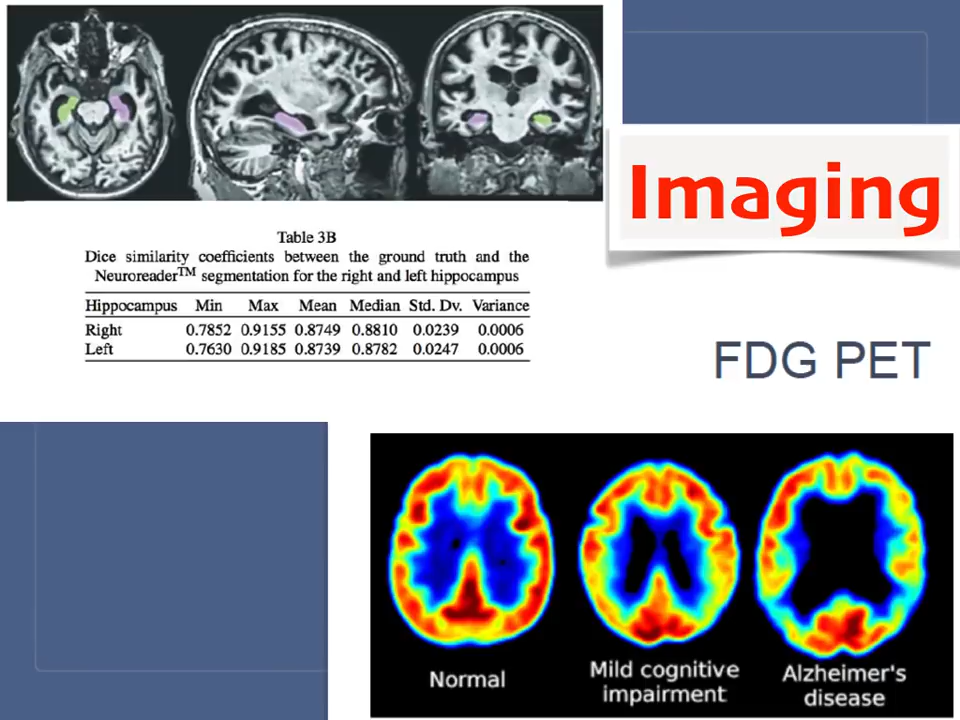 Imaging
Table 3B
Dice similarity coefficients between the ground truth and the
Neuroreader™ segmentation for the right and left hippocampus
Hippocampus Min Max Mean Median Std. Dv. Variance
Right 0.7852 0.9155 0.8749 0.8810 0.0239 0.0006
Left 0.7630 0.9185 0.8739 0.8782 0.0247 0.0006
FDG PET
Normal
Mild cognitive
impairment
Alzheimer's
disease